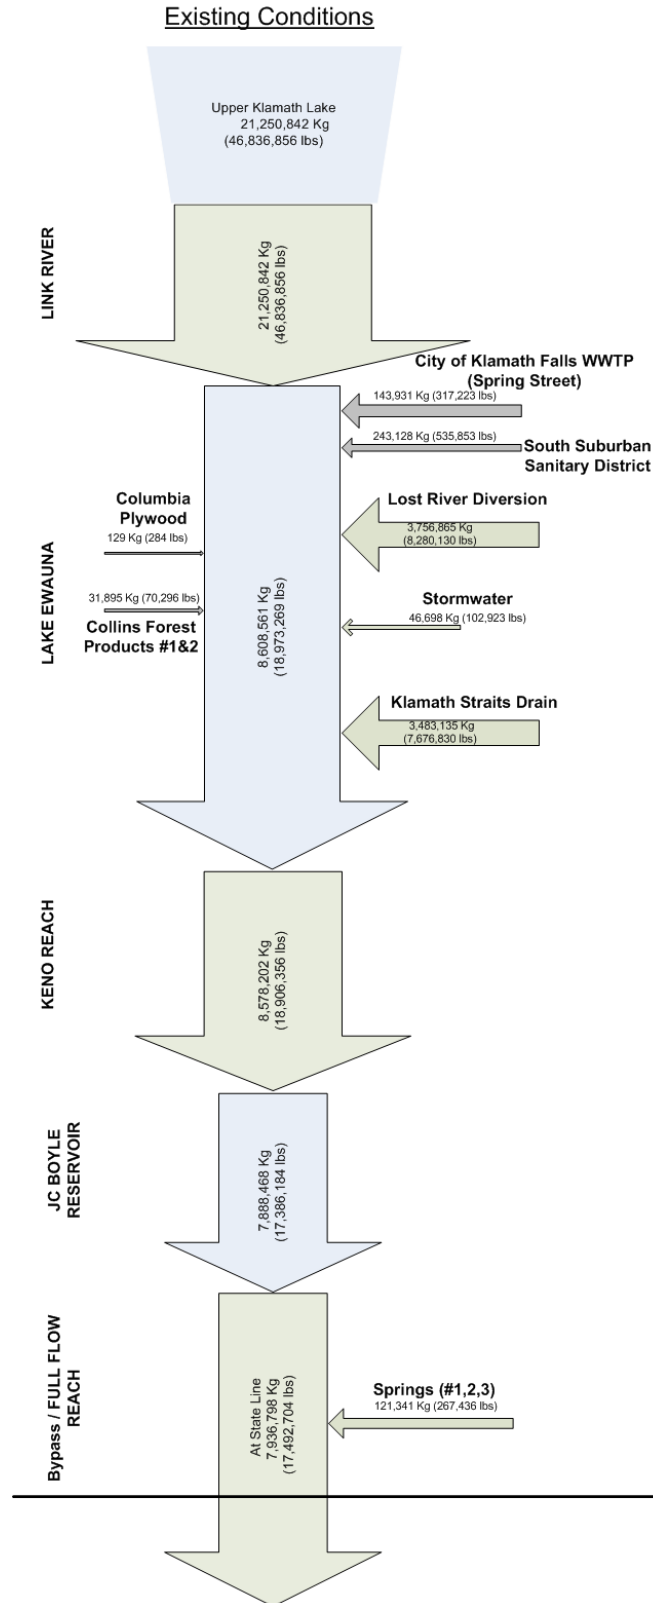 Existing Conditions
Upper Klamath Lake
21,250,842 Kg
(46,836,856 lbs)
LINK RIVER
21,250,842 Kg
(46,836,856 lbs)
City of Klamath Falls WWTP
(Spring Street)
143,931 Kg (317,223 lbs)
243,128 Kg (535,853 lbs)
South Suburban
Sanitary District
Columbia
Plywood
129 Kg (284 lbs)
Lost River Diversion
3,756,865 Kg
(8,280,130 lbs)
31,895 Kg (70,296 lbs)
Collins Forest
Products #1&2
LAKE EWAUNA
8,608,561 Kg
(18,973,269 lbs)
Stormwater
46,698 Kg (102,923 lbs)
Klamath Straits Drain
3,483,135 Kg
(7,676,830 lbs)
KENO REACH
8,578,202 Kg
(18,906,356 lbs)
JC BOYLE
RESERVOIR
7,888,468 Kg
(17,386,184 lbs)
Bypass / FULL FLOW
REACH
At State Line
7,936,798 Kg
(17,492,704 lbs)
Springs (#1,2,3)
121,341 Kg (267,436 lbs)